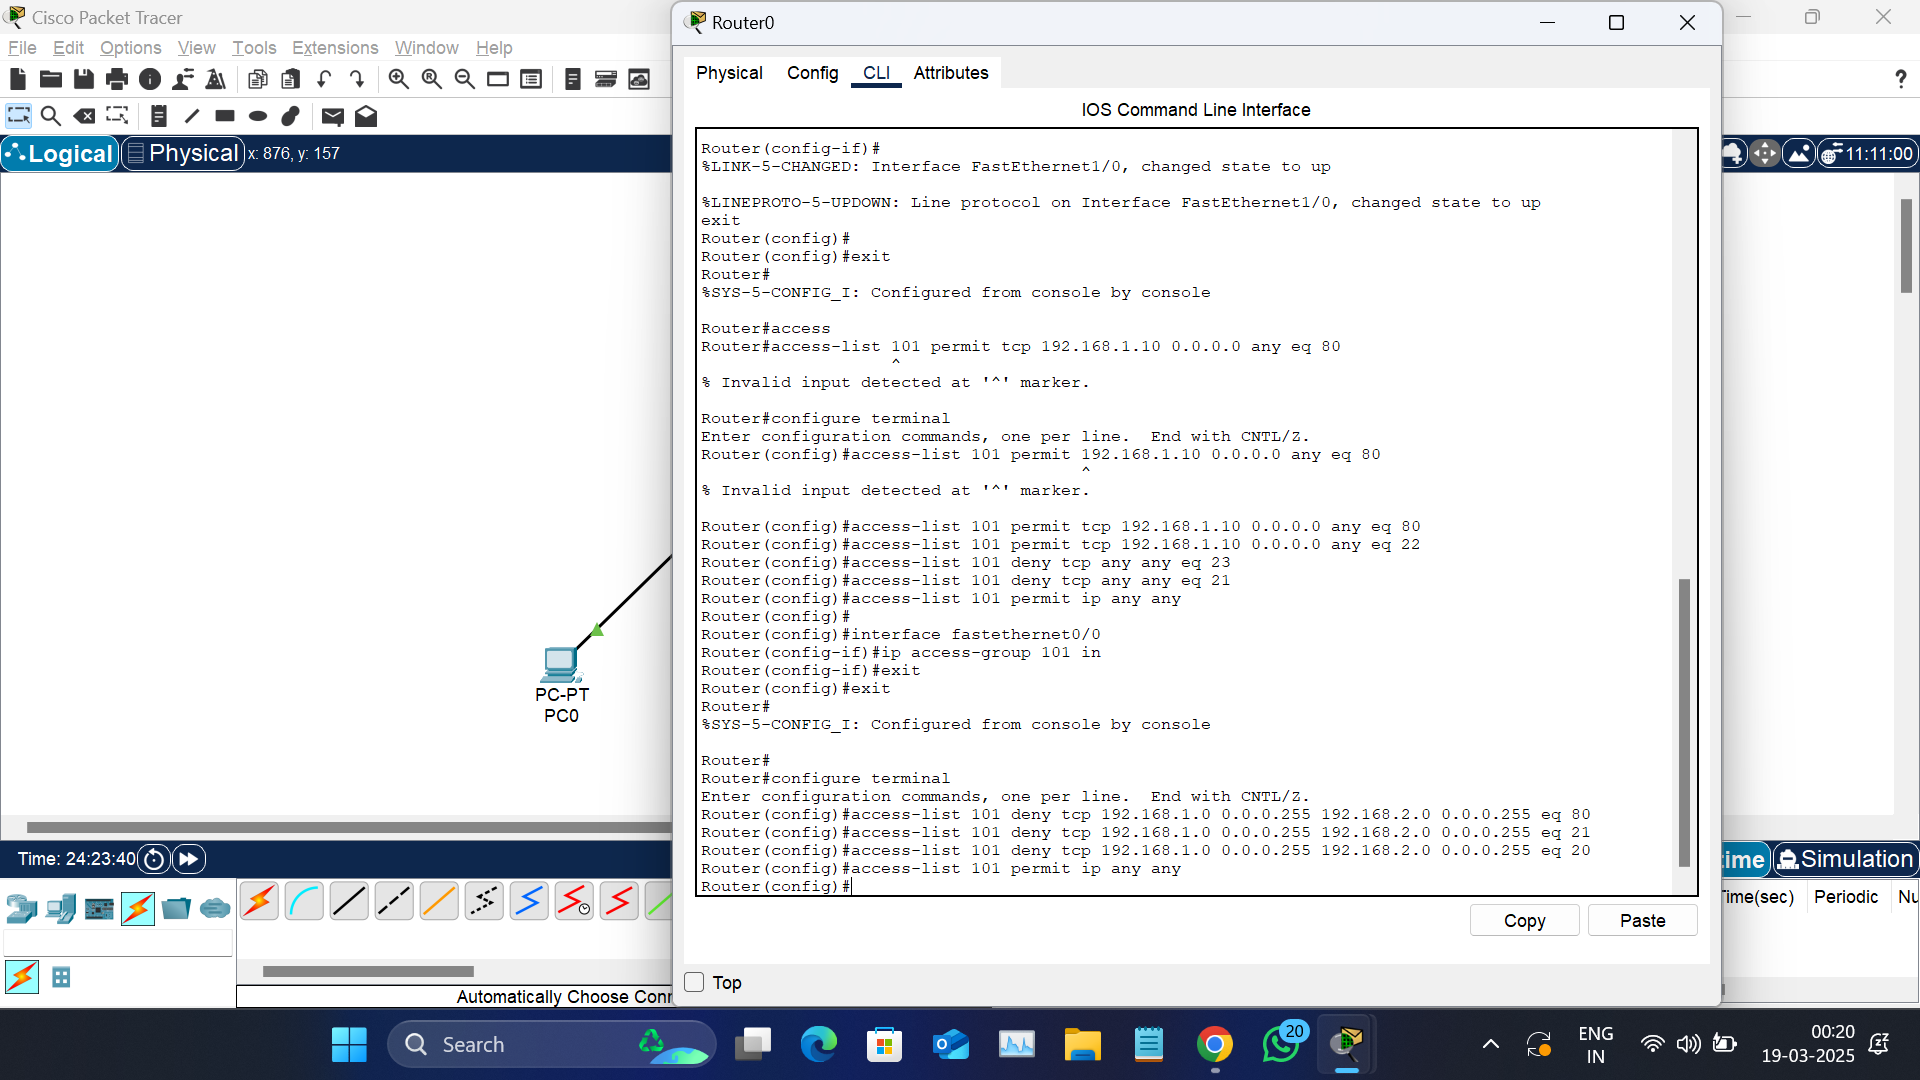 Cisco Packet Tracer
File Edit Options View Tools Extensions Window Help
?
Logical Physical x: 876, y: 157
11:11:00
PC-PT
PC0
Router0
Physical Config CLI Attributes
IOS Command Line Interface
Router(config-if)#
%LINK-5-CHANGED: Interface FastEthernet1/0, changed state to up
%LINEPROTO-5-UPDOWN: Line protocol on Interface FastEthernet1/0, changed state to up
exit
Router(config)#
Router(config)#exit
Router#
%SYS-5-CONFIG_I: Configured from console by console
Router#access
Router#access-list 101 permit tcp 192.168.1.10 0.0.0.0 any eq 80
^
% Invalid input detected at '^' marker.
Router#configure terminal
Enter configuration commands, one per line.  End with CNTL/Z.
Router(config)#access-list 101 permit 192.168.1.10 0.0.0.0 any eq 80
^
% Invalid input detected at '^' marker.
Router(config)#access-list 101 permit tcp 192.168.1.10 0.0.0.0 any eq 80
Router(config)#access-list 101 permit tcp 192.168.1.10 0.0.0.0 any eq 22
Router(config)#access-list 101 deny tcp any any eq 23
Router(config)#access-list 101 deny tcp any any eq 21
Router(config)#access-list 101 permit ip any any
Router(config)#
Router(config)#interface fastethernet0/0
Router(config-if)#ip access-group 101 in
Router(config-if)#exit
Router(config)#exit
Router#
%SYS-5-CONFIG_I: Configured from console by console
Router#
Router#configure terminal
Enter configuration commands, one per line.  End with CNTL/Z.
Router(config)#access-list 101 deny tcp 192.168.1.0 0.0.0.255 192.168.2.0 0.0.0.255 eq 80
Router(config)#access-list 101 deny tcp 192.168.1.0 0.0.0.255 192.168.2.0 0.0.0.255 eq 21
Router(config)#access-list 101 deny tcp 192.168.1.0 0.0.0.255 192.168.2.0 0.0.0.255 eq 20
Router(config)#access-list 101 permit ip any any
Router(config)#
Copy Paste
Top
Time: 24:23:40
ime Simulation
ime(sec) Periodic Nu
Automatically Choose Conn
Search
20
ENG
IN
00:20
19-03-2025